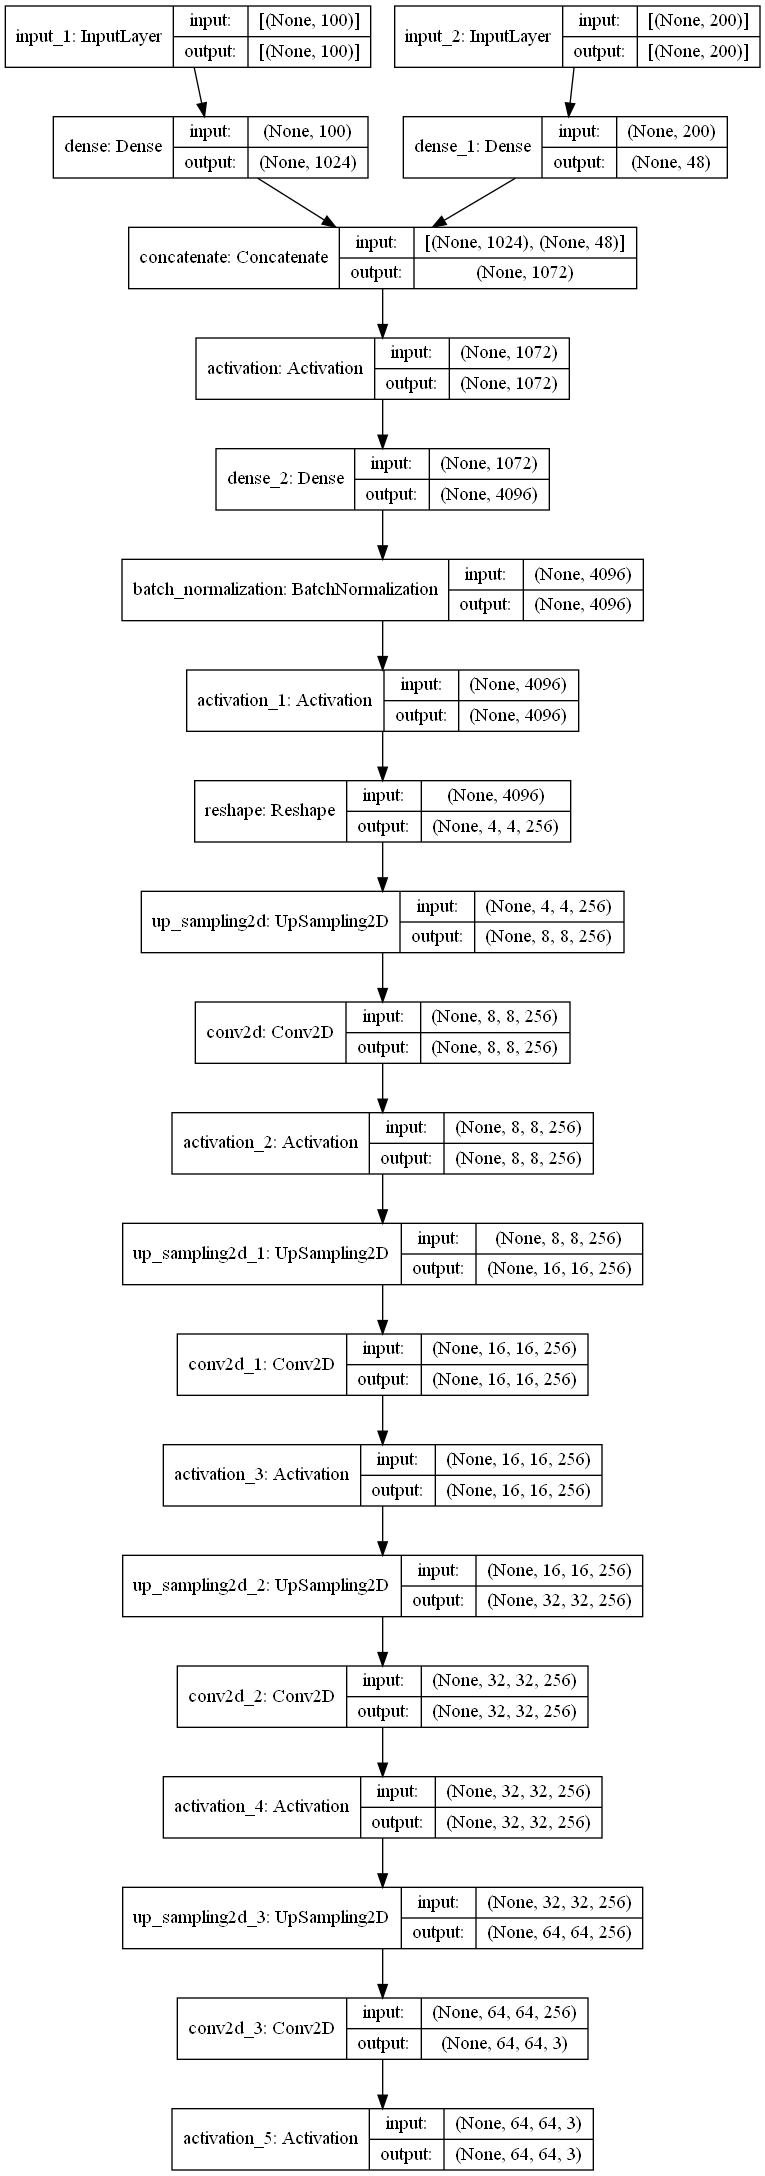 input_1: InputLayer
input: [(None, 100)]
output: [(None, 100)]
input_2: InputLayer
input: [(None, 200)]
output: [(None, 200)]
dense: Dense
input: (None, 100)
output: (None, 1024)
dense_1: Dense
input: (None, 200)
output: (None, 48)
concatenate: Concatenate
input: [(None, 1024), (None, 48)]
output: (None, 1072)
activation: Activation
input: (None, 1072)
output: (None, 1072)
dense_2: Dense
input: (None, 1072)
output: (None, 4096)
batch_normalization: BatchNormalization
input: (None, 4096)
output: (None, 4096)
activation_1: Activation
input: (None, 4096)
output: (None, 4096)
reshape: Reshape
input: (None, 4096)
output: (None, 4, 4, 256)
up_sampling2d: UpSampling2D
input: (None, 4, 4, 256)
output: (None, 8, 8, 256)
conv2d: Conv2D
input: (None, 8, 8, 256)
output: (None, 8, 8, 256)
activation_2: Activation
input: (None, 8, 8, 256)
output: (None, 8, 8, 256)
up_sampling2d_1: UpSampling2D
input: (None, 8, 8, 256)
output: (None, 16, 16, 256)
conv2d_1: Conv2D
input: (None, 16, 16, 256)
output: (None, 16, 16, 256)
activation_3: Activation
input: (None, 16, 16, 256)
output: (None, 16, 16, 256)
up_sampling2d_2: UpSampling2D
input: (None, 16, 16, 256)
output: (None, 32, 32, 256)
conv2d_2: Conv2D
input: (None, 32, 32, 256)
output: (None, 32, 32, 256)
activation_4: Activation
input: (None, 32, 32, 256)
output: (None, 32, 32, 256)
up_sampling2d_3: UpSampling2D
input: (None, 32, 32, 256)
output: (None, 64, 64, 256)
conv2d_3: Conv2D
input: (None, 64, 64, 256)
output: (None, 64, 64, 3)
activation_5: Activation
input: (None, 64, 64, 3)
output: (None, 64, 64, 3)